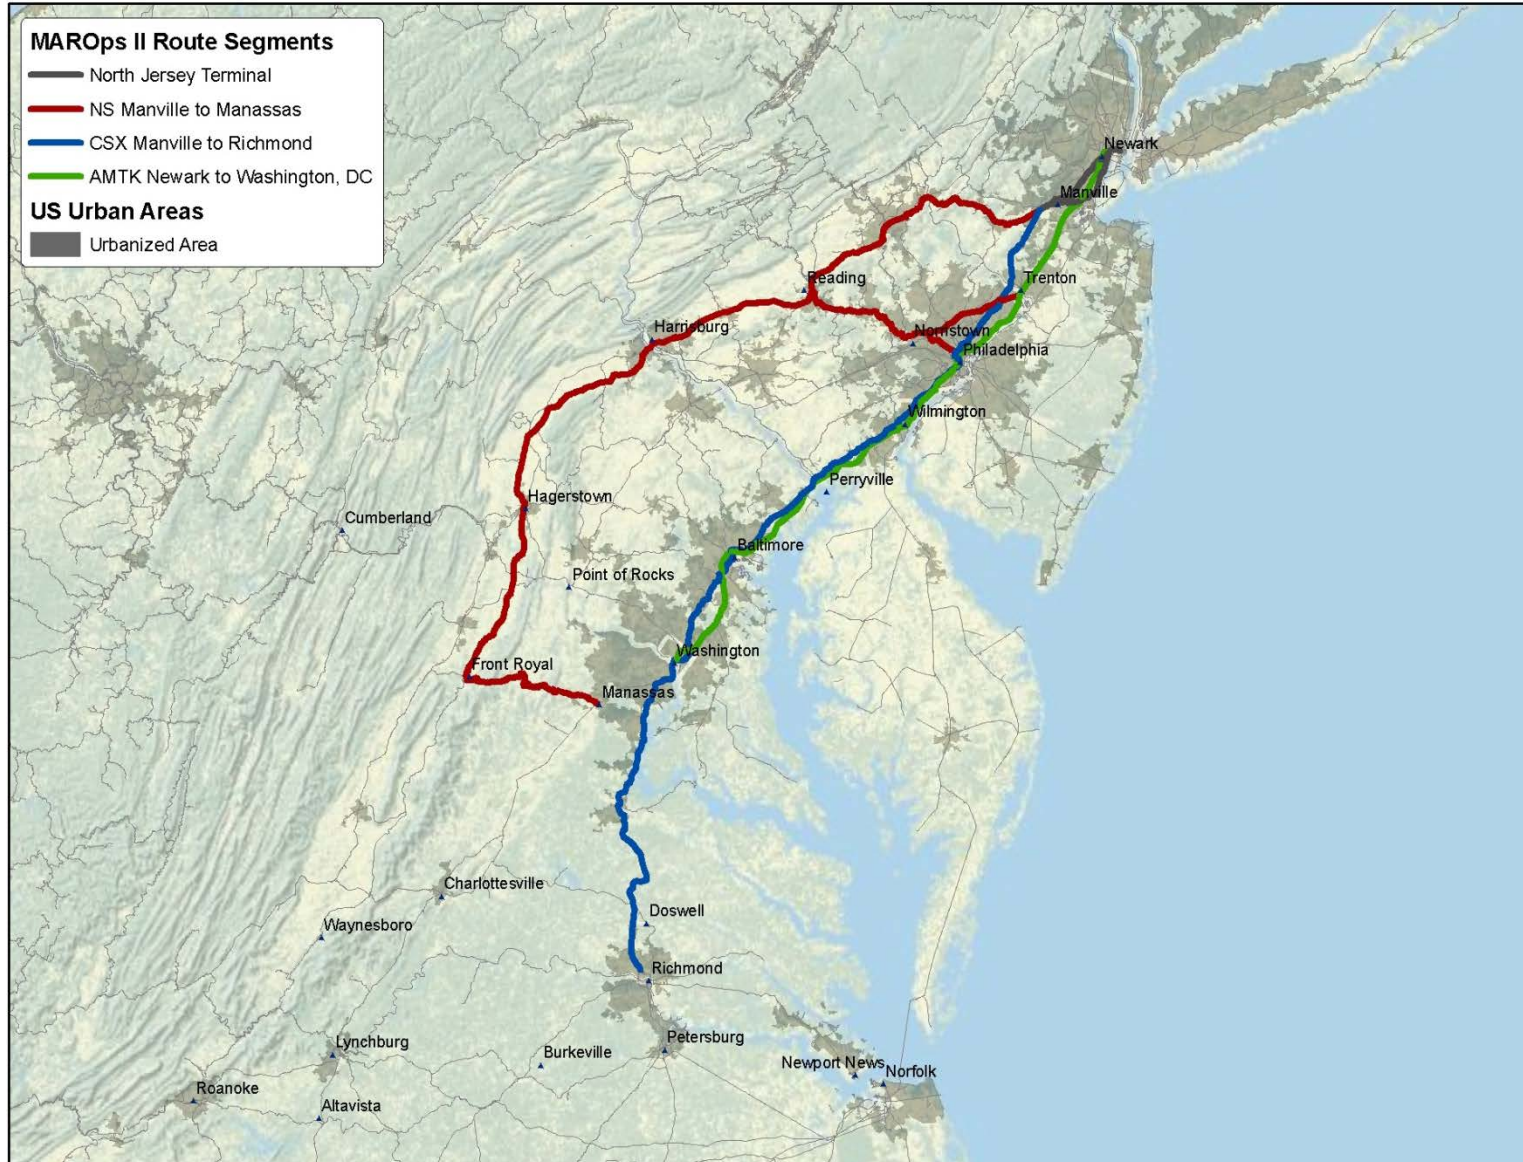 MAROps II Route Segments
North Jersey Terminal
NS Manville to Manassas
CSX Manville to Richmond
AMTK Newark to Washington, DC
US Urban Areas
Urbanized Area
Newark
Manville
Reading
Trenton
Harrisburg
Norristown
Philadelphia
Wilmington
Perryville
Hagerstown
Cumberland
Baltimore
Point of Rocks
Washington
Front Royal
Manassas
Charlottesville
Doswell
Waynesboro
Richmond
Petersburg
Lynchburg
Burkeville
Newport News
Norfolk
Roanoke
Altavista